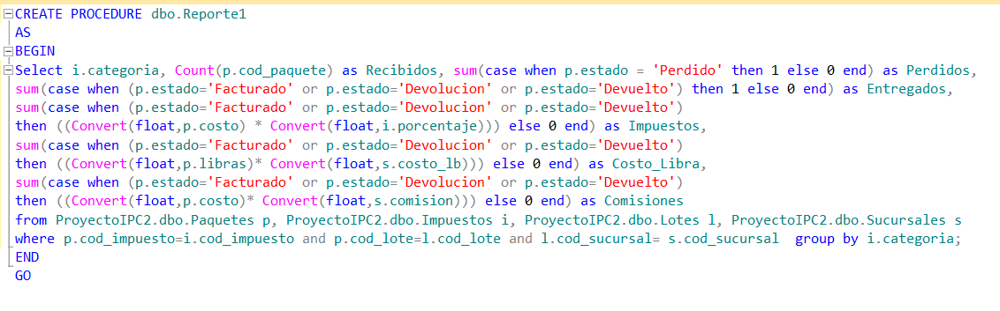 CREATE PROCEDURE dbo.Reporte1
AS
BEGIN
Select i.categoria, Count(p.cod_paquete) as Recibidos, sum(case when p.estado = 'Perdido' then 1 else 0 end) as Perdidos,
sum(case when (p.estado='Facturado' or p.estado='Devolucion' or p.estado='Devuelto') then 1 else 0 end) as Entregados,
sum(case when (p.estado='Facturado' or p.estado='Devolucion' or p.estado='Devuelto')
then ((Convert(float,p.costo) * Convert(float,i.porcentaje))) else 0 end) as Impuestos,
sum(case when (p.estado='Facturado' or p.estado='Devolucion' or p.estado='Devuelto')
then ((Convert(float,p.libras)* Convert(float,s.costo_lb))) else 0 end) as Costo_Libra,
sum(case when (p.estado='Facturado' or p.estado='Devolucion' or p.estado='Devuelto')
then ((Convert(float,p.costo)* Convert(float,s.comision))) else 0 end) as Comisiones
from ProyectoIPC2.dbo.Paquetes p, ProyectoIPC2.dbo.Impuestos i, ProyectoIPC2.dbo.Lotes l, ProyectoIPC2.dbo.Sucursales s
where p.cod_impuesto=i.cod_impuesto and p.cod_lote=l.cod_lote and l.cod_sucursal= s.cod_sucursal  group by i.categoria;
END
GO